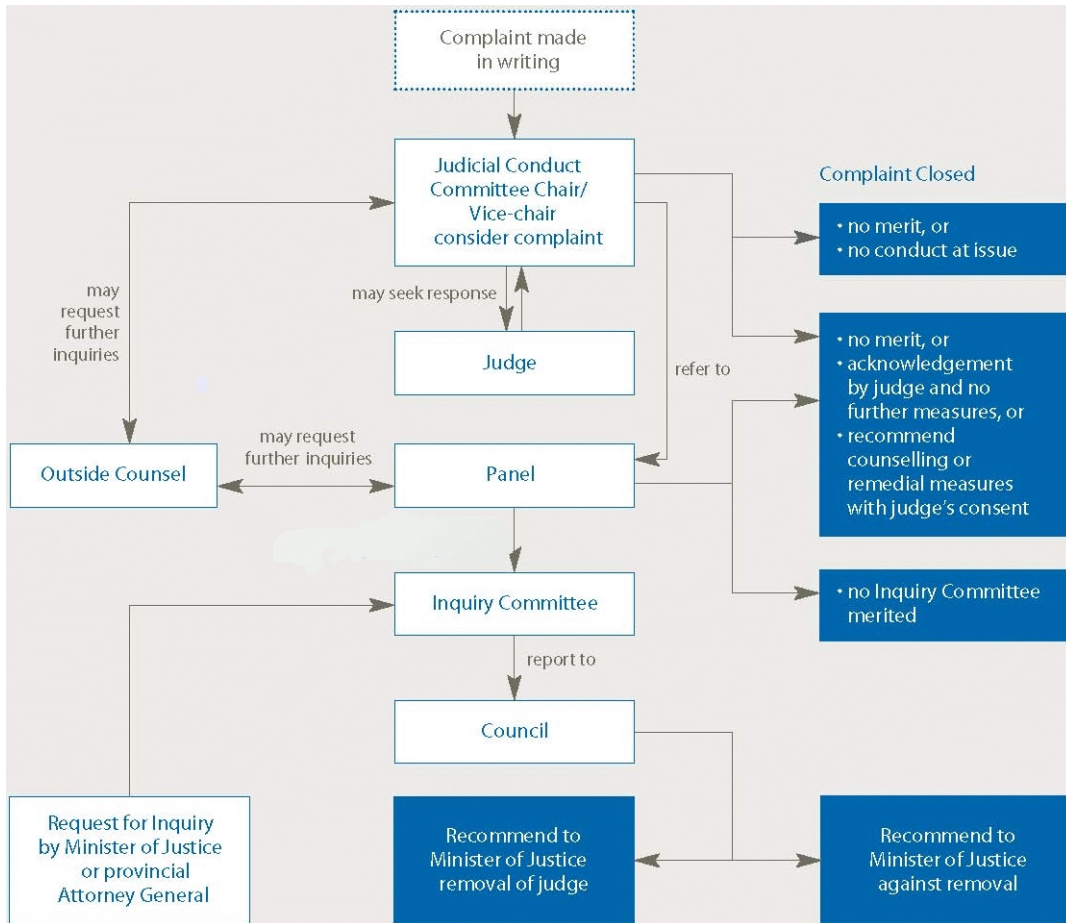 Complaint made
in writing
Judicial Conduct
Committee Chair/
Vice-chair
consider complaint
Complaint Closed
• no merit, or
• no conduct at issue
may
request
further
inquiries
may seek response
Judge
refer to
• no merit, or
• acknowledgement
by judge and no
further measures, or
• recommend
counselling or
remedial measures
with judge’s consent
Outside Counsel
may request
further inquiries
Panel
Inquiry Committee
• no Inquiry Committee
merited
report to
Council
Request for Inquiry
by Minister of Justice
or provincial
Attorney General
Recommend to
Minister of Justice
removal of judge
Recommend to
Minister of Justice
against removal